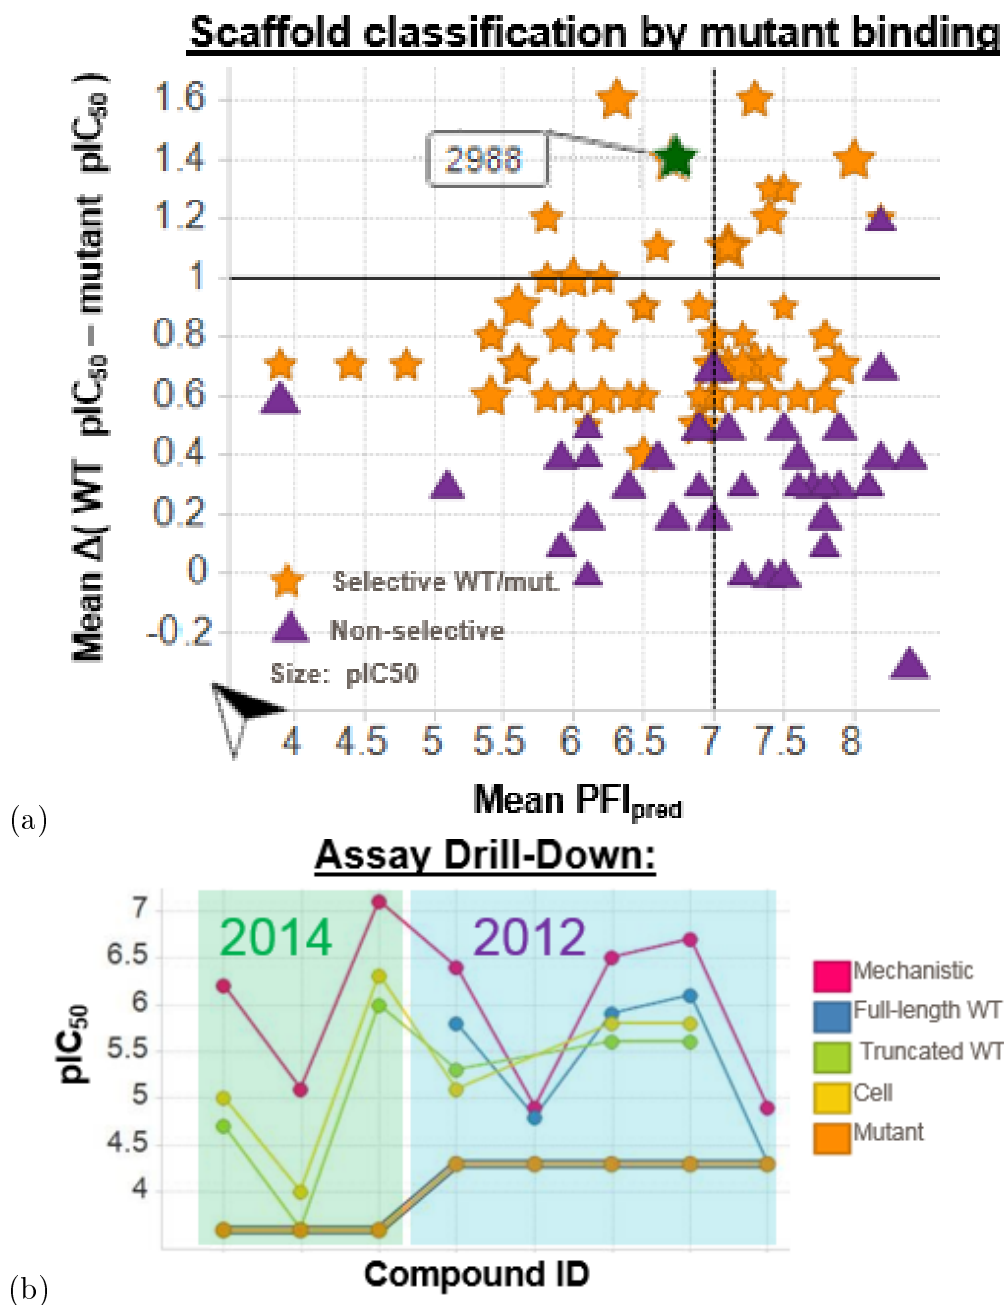 Scaffold classification by mutant binding
Mean Δ( WT pIC50 – mutant pIC50 )
1.6
1.4
1.2
1
0.8
0.6
0.4
0.2
0
-0.2
2988
Selective WT/mut.
Non-selective
Size: pIC50
4 4.5 5 5.5 6 6.5 7 7.5 8
Mean PFIpred
(a)
Assay Drill-Down:
pIC50
7
6.5
6
5.5
5
4.5
4
2014 2012
Mechanistic
Full-length WT
Truncated WT
Cell
Mutant
Compound ID
(b)